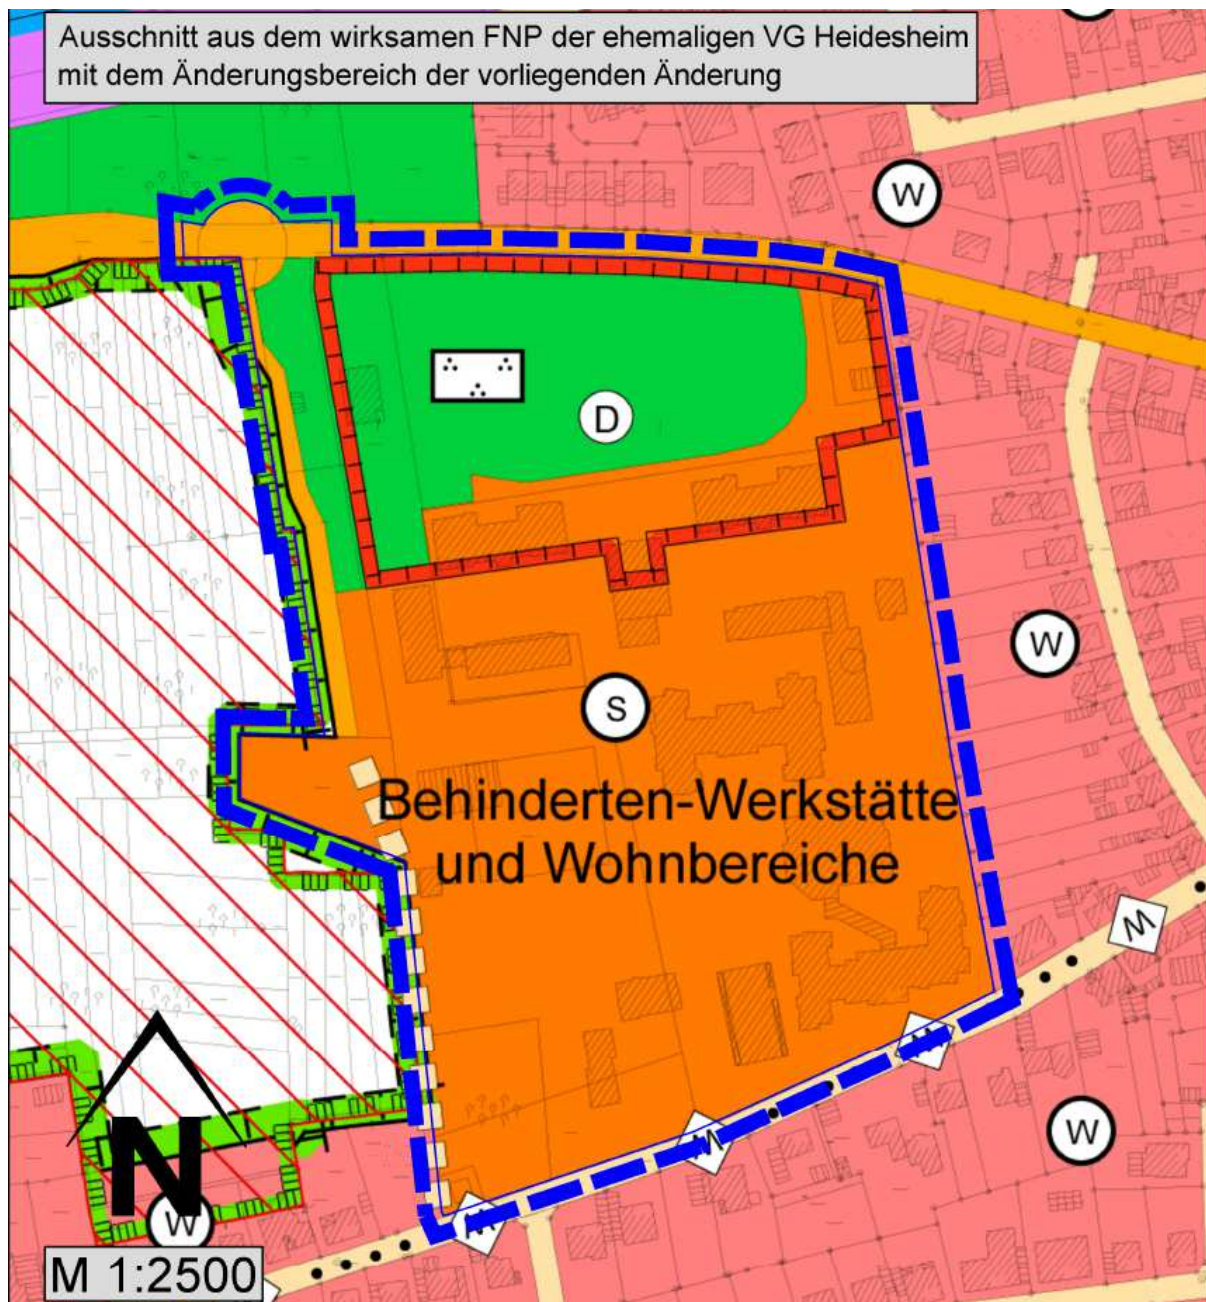 Ausschnitt aus dem wirksamen FNP der ehemaligen VG Heidesheim
mit dem Änderungsbereich der vorliegenden Änderung
W
D
W
S
Behinderten-Werkstätte
und Wohnbereiche
M
M
M
W
M
N
W
M 1:2500